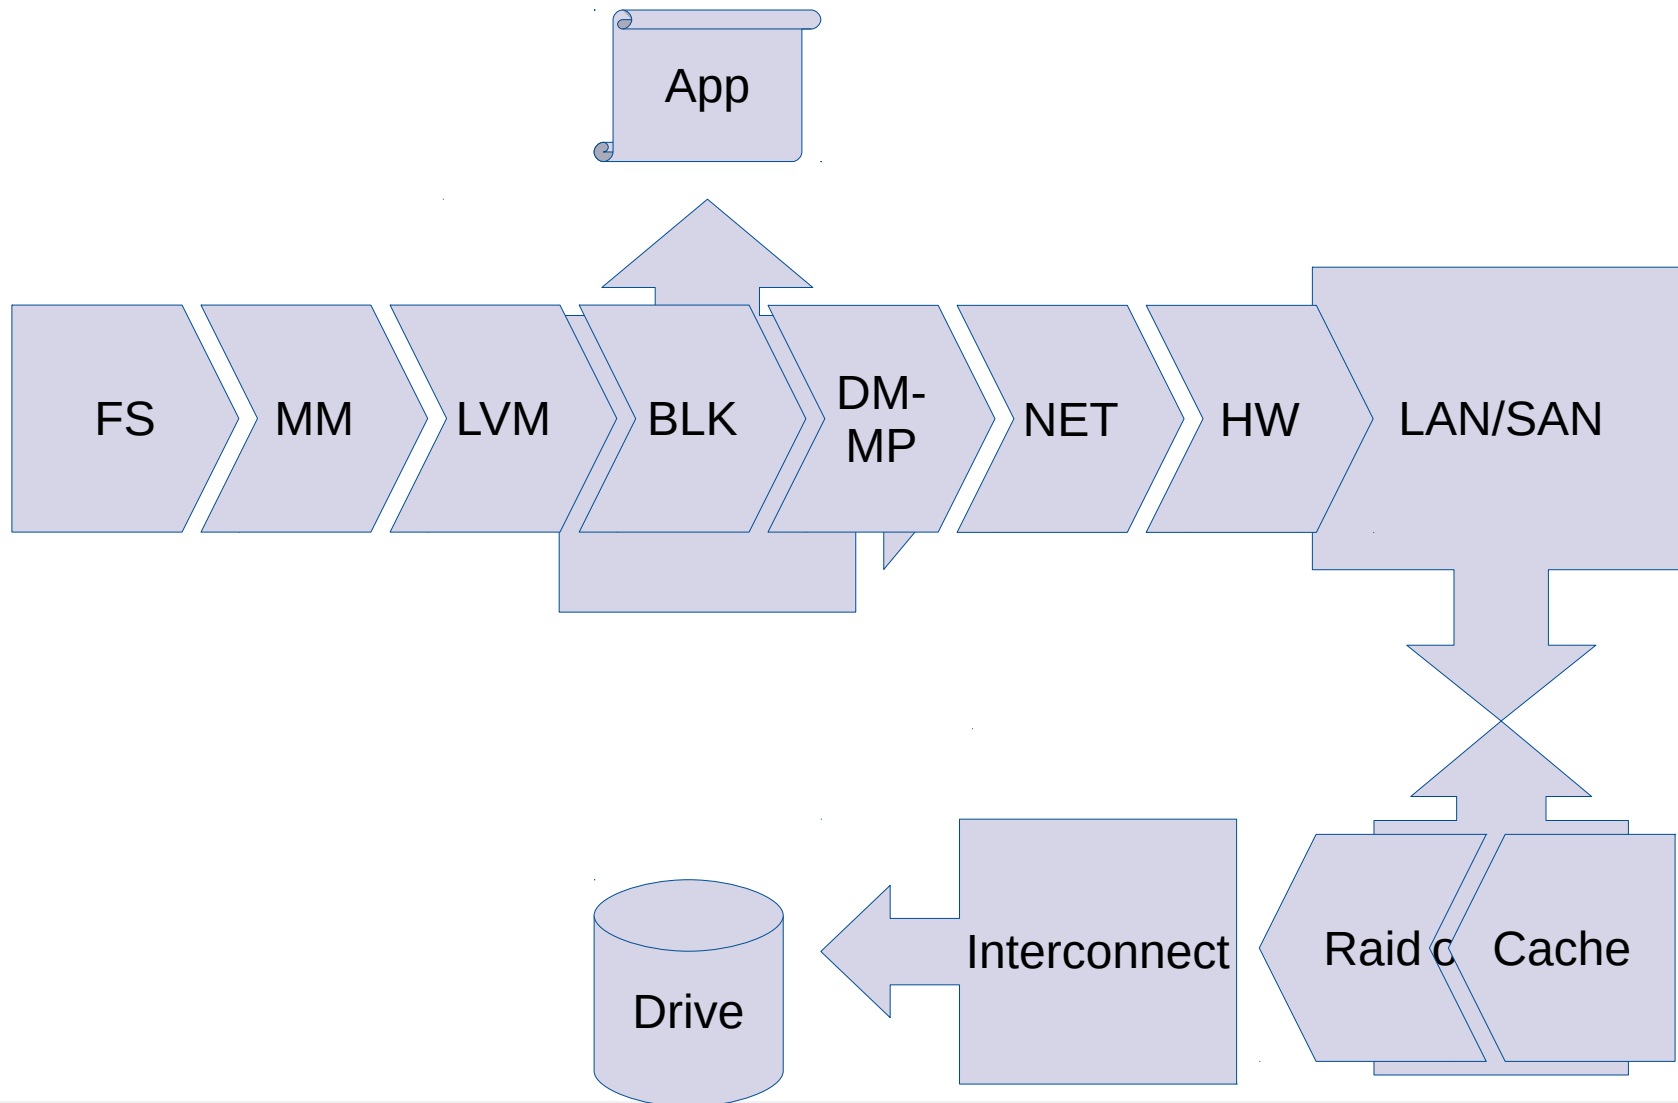 App
FS
MM
LVM
BLK
DM-
MP
NET
HW
LAN/SAN
Raid
Cache
Interconnect
Drive